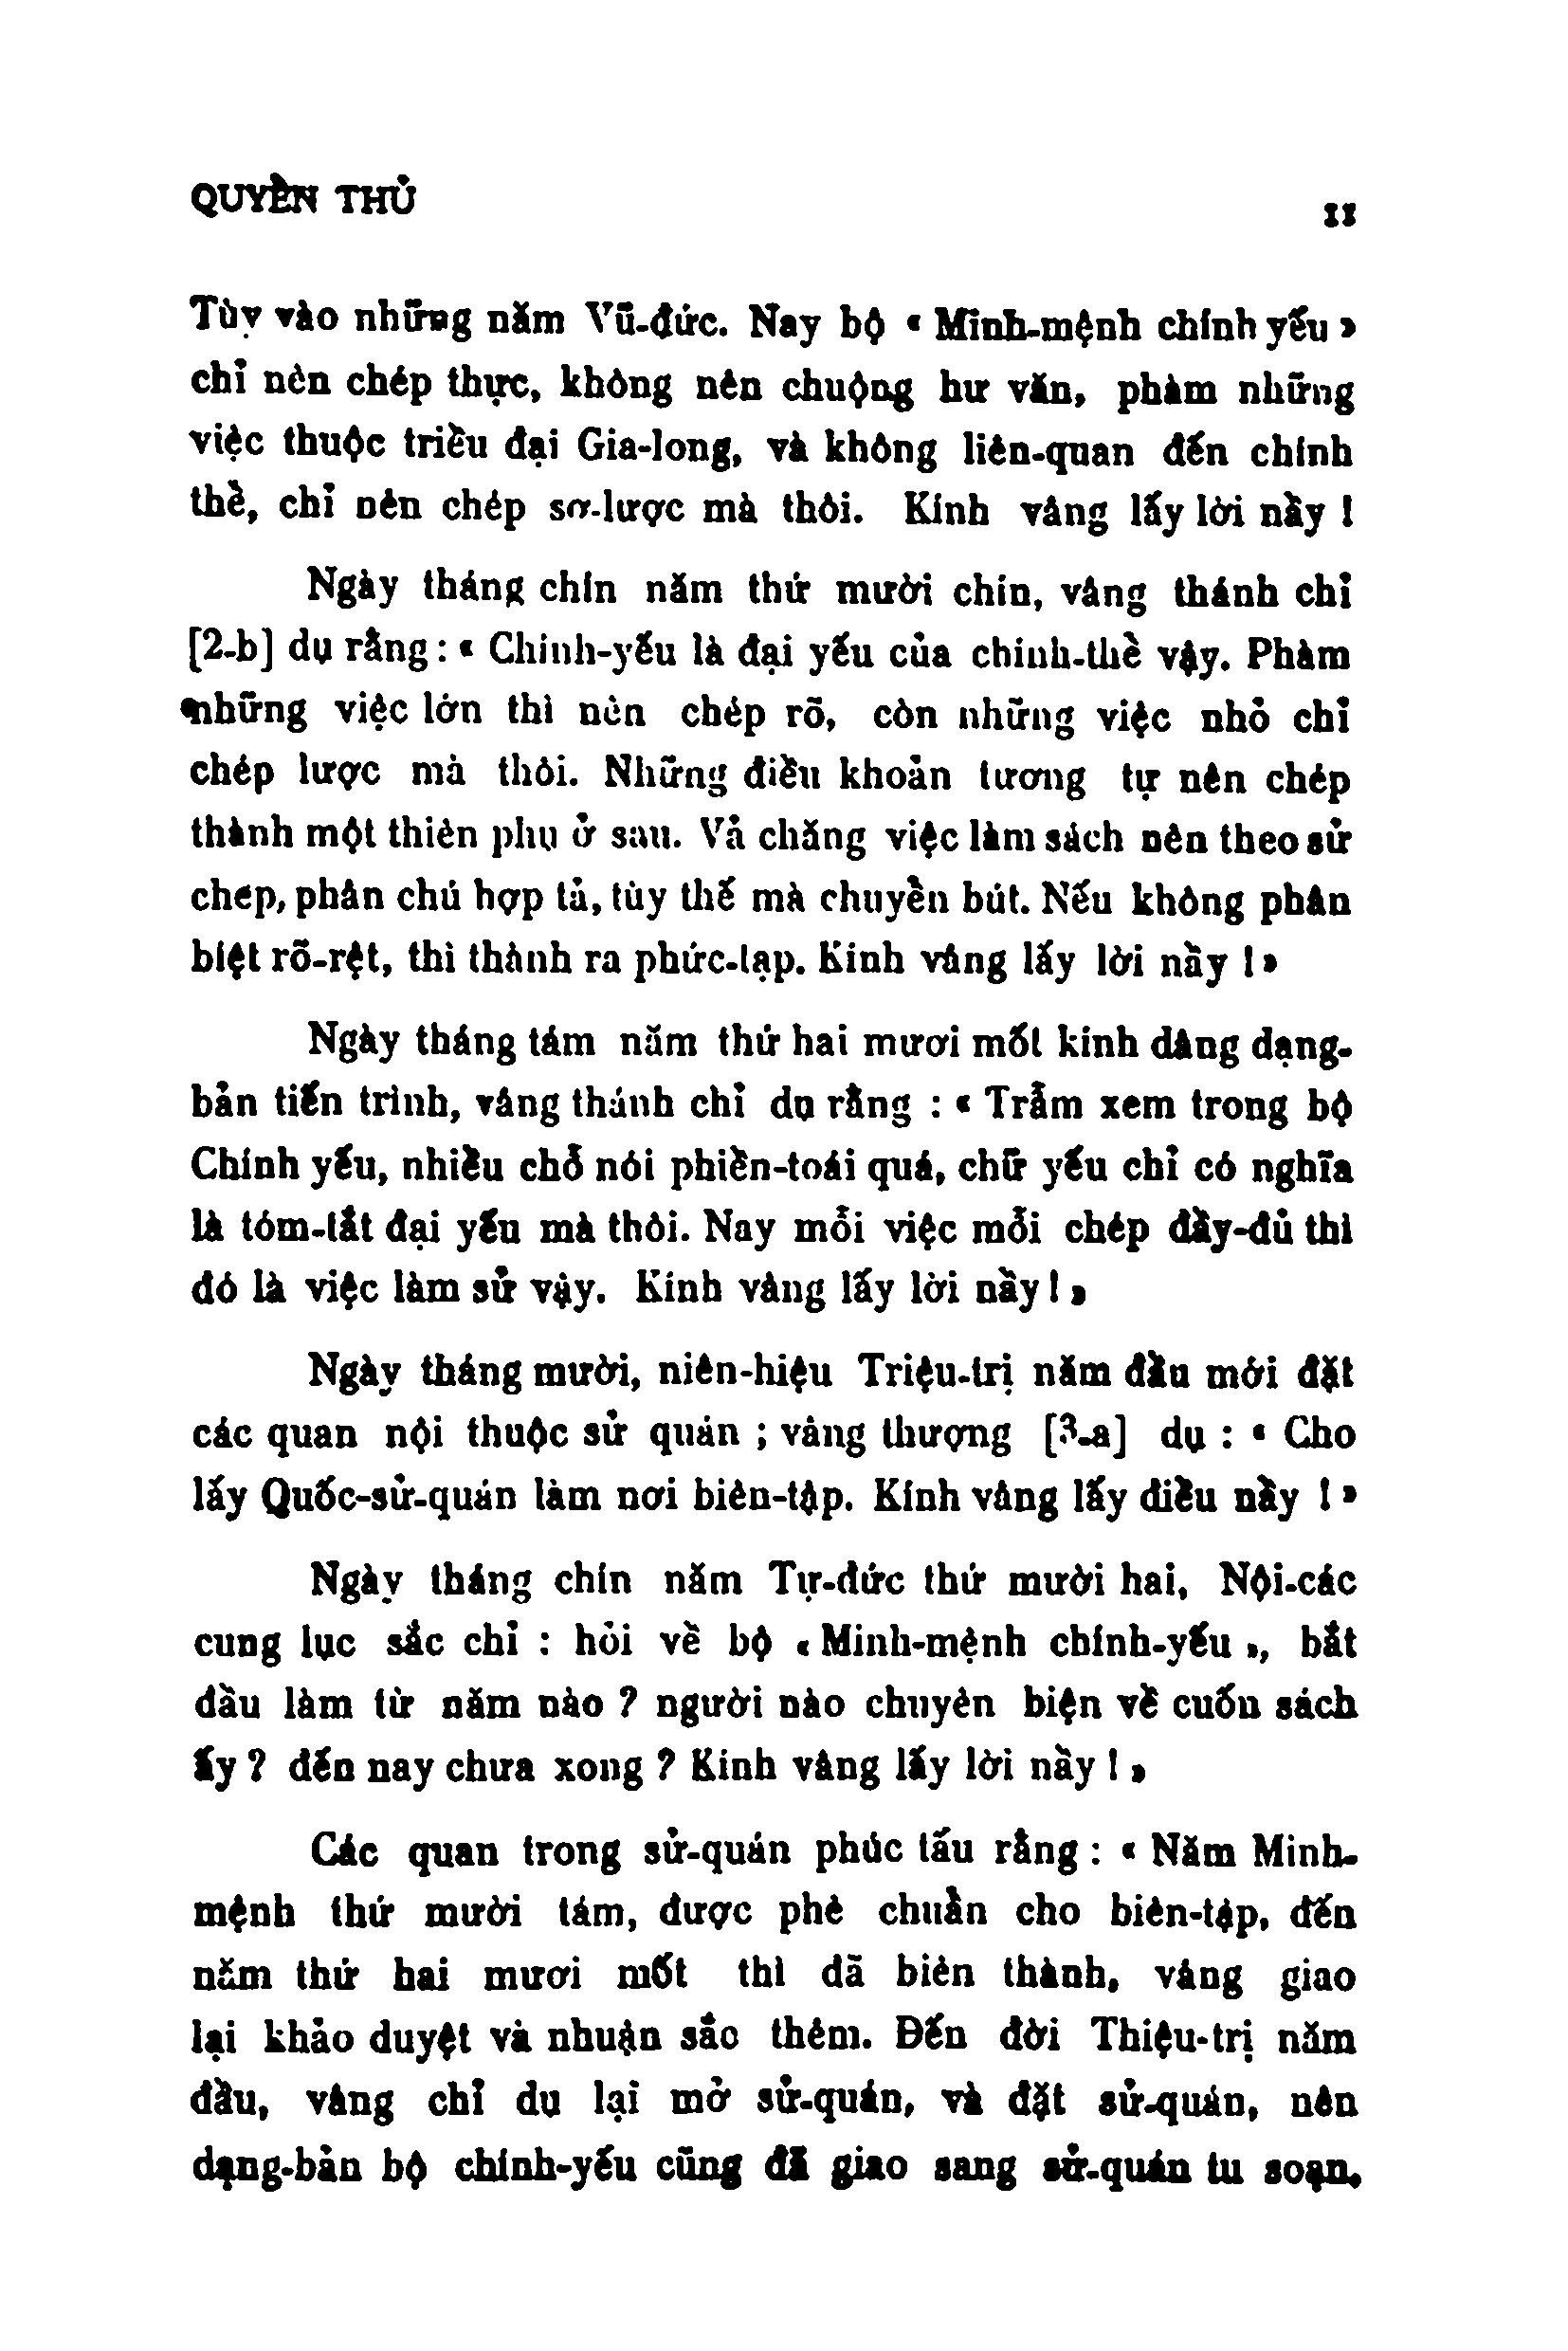 QUYỀN THỦ
11
Tùy vào những năm Vũ-đức. Nay bộ « Minh-mệnh chính yếu »
chỉ nên chép thực, không nên chuộng hư văn, phàm những
việc thuộc triều đại Gia-long, và không liên-quan đến chính
thể, chỉ nên chép sơ-lược mà thôi. Kính vâng lấy lời nầy !
Ngày tháng chín năm thứ mười chín, vâng thánh chỉ
[2-b] dụ rằng : « Chính-yếu là đại yếu của chính-thể vậy. Phàm
những việc lớn thì nên chép rõ, còn những việc nhỏ chỉ
chép lược mà thôi. Những điều khoản tương tự nên chép
thành một thiên phụ ở sau. Vả chăng việc làm sách nên theo sử
chép, phân chú hợp tả, tùy thế mà chuyển bút. Nếu không phân
biệt rõ-rệt, thì thành ra phức-tạp. Kính vâng lấy lời nầy ! »
Ngày tháng tám năm thứ hai mươi mốt kinh dâng dạng-
bản tiến trình, vâng thánh chỉ dụ rằng : « Trẫm xem trong bộ
Chính yếu, nhiều chỗ nói phiền-toái quá, chữ yếu chỉ có nghĩa
là tóm-tắt đại yếu mà thôi. Nay mỗi việc mỗi chép đầy-đủ thì
đó là việc làm sử vậy. Kính vâng lấy lời nầy ! »
Ngày tháng mười, niên-hiệu Triệu-trị năm đầu mới đặt
các quan nội thuộc sử quán ; vâng thượng [3-a] dụ : « Cho
lấy Quốc-sử-quán làm nơi biên-tập. Kính vâng lấy điều nầy ! »
Ngày tháng chín năm Tự-đức thứ mười hai, Nội-các
cung lục sắc chỉ : hỏi về bộ « Minh-mệnh chính-yếu », bắt
đầu làm từ năm nào ? người nào chuyên biện về cuốn sách
ấy ? đến nay chưa xong ? Kính vâng lấy lời nầy ! »
Các quan trong sử-quán phúc tấu rằng : « Năm Minh-
mệnh thứ mười tám, được phê chuẩn cho biên-tập, đến
năm thứ hai mươi mốt thì đã biên thành, vâng giao
lại khảo duyệt và nhuận sắc thêm. Đến đời Thiệu-trị năm
đầu, vâng chỉ dụ lại mở sử-quán, và đặt sử-quán, nên
dạng-bản bộ chính-yếu cũng đã giao sang sử-quán tu soạn.